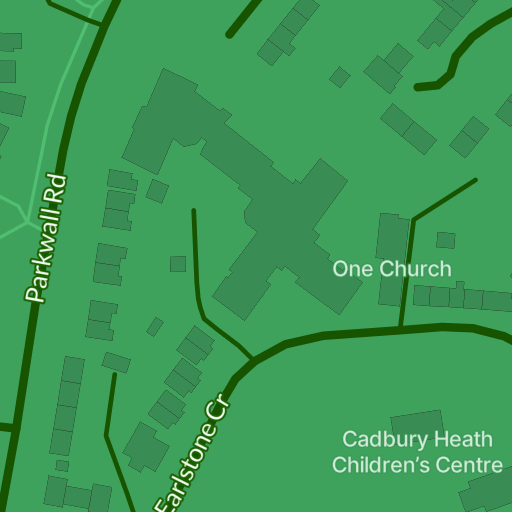 Parkwall Rd
One Church
Earlstone Cr
Cadbury Heath
Children's Centre